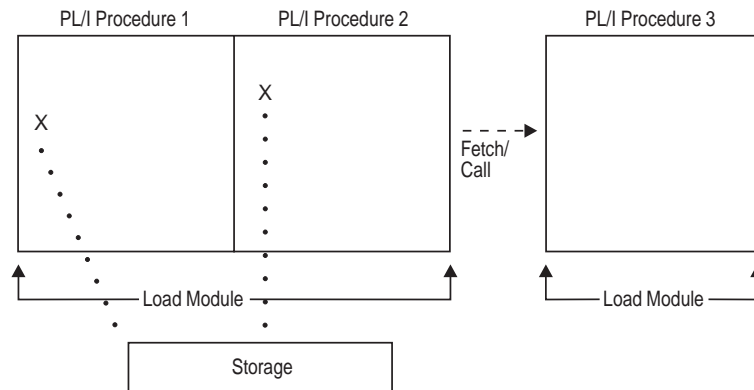 PL/I Procedure 1
PL/I Procedure 2
PL/I Procedure 3
X
X
Fetch/
Call
Load Module
Load Module
Storage